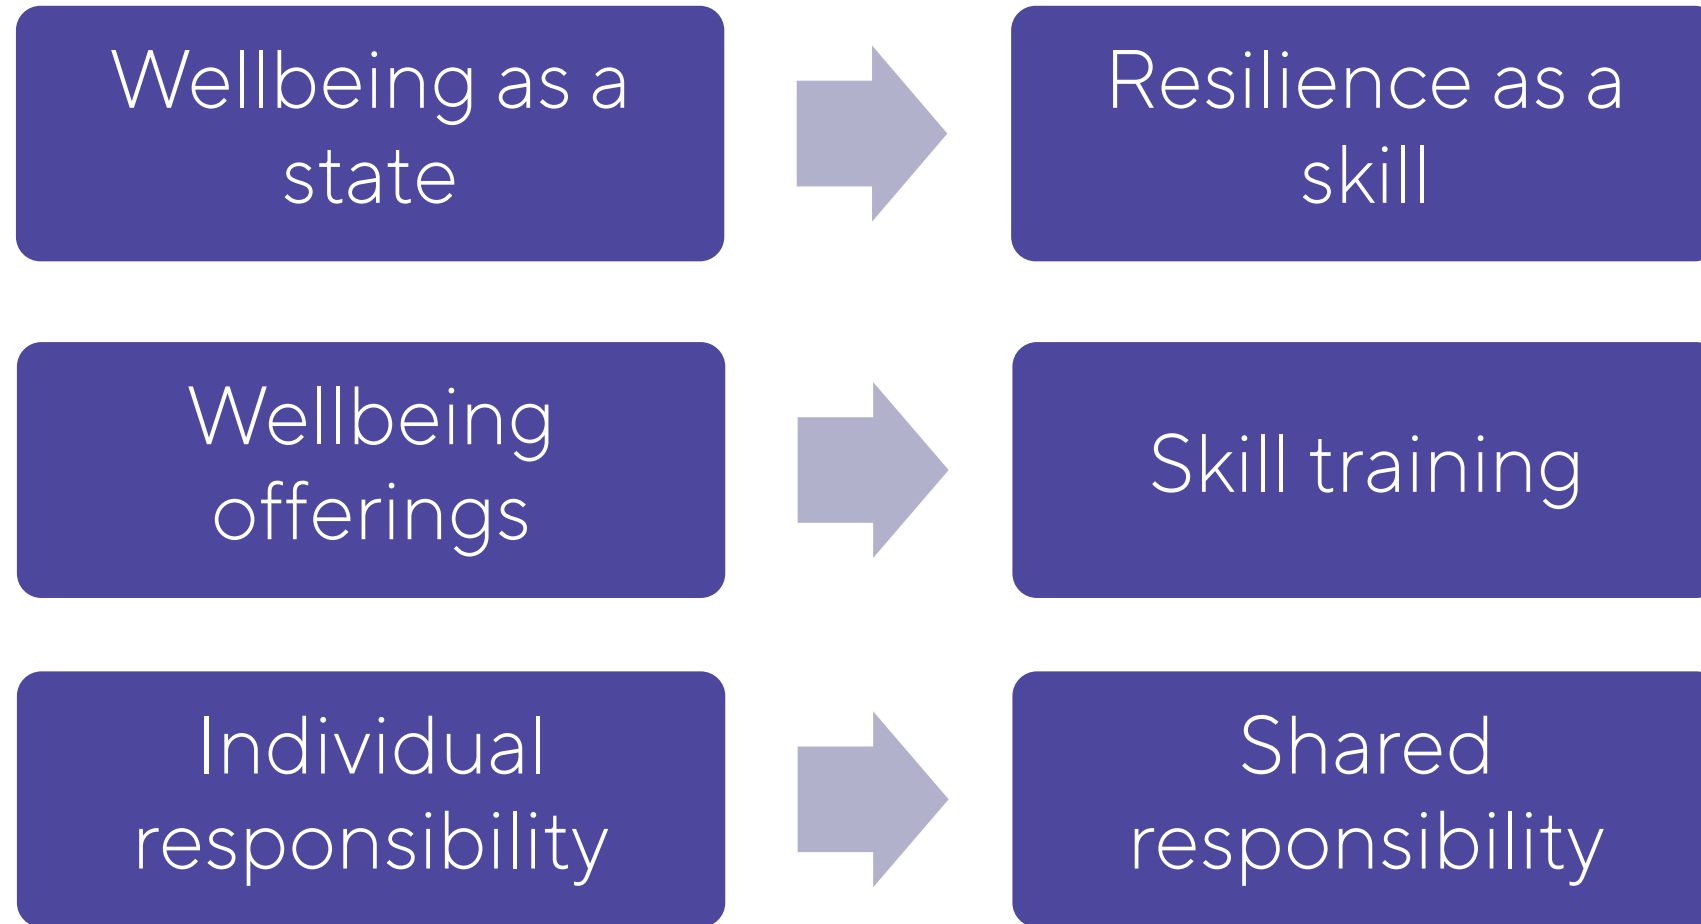 Wellbeing as a
state
Resilience as a
skill
Wellbeing
offerings
Skill training
Individual
responsibility
Shared
responsibility